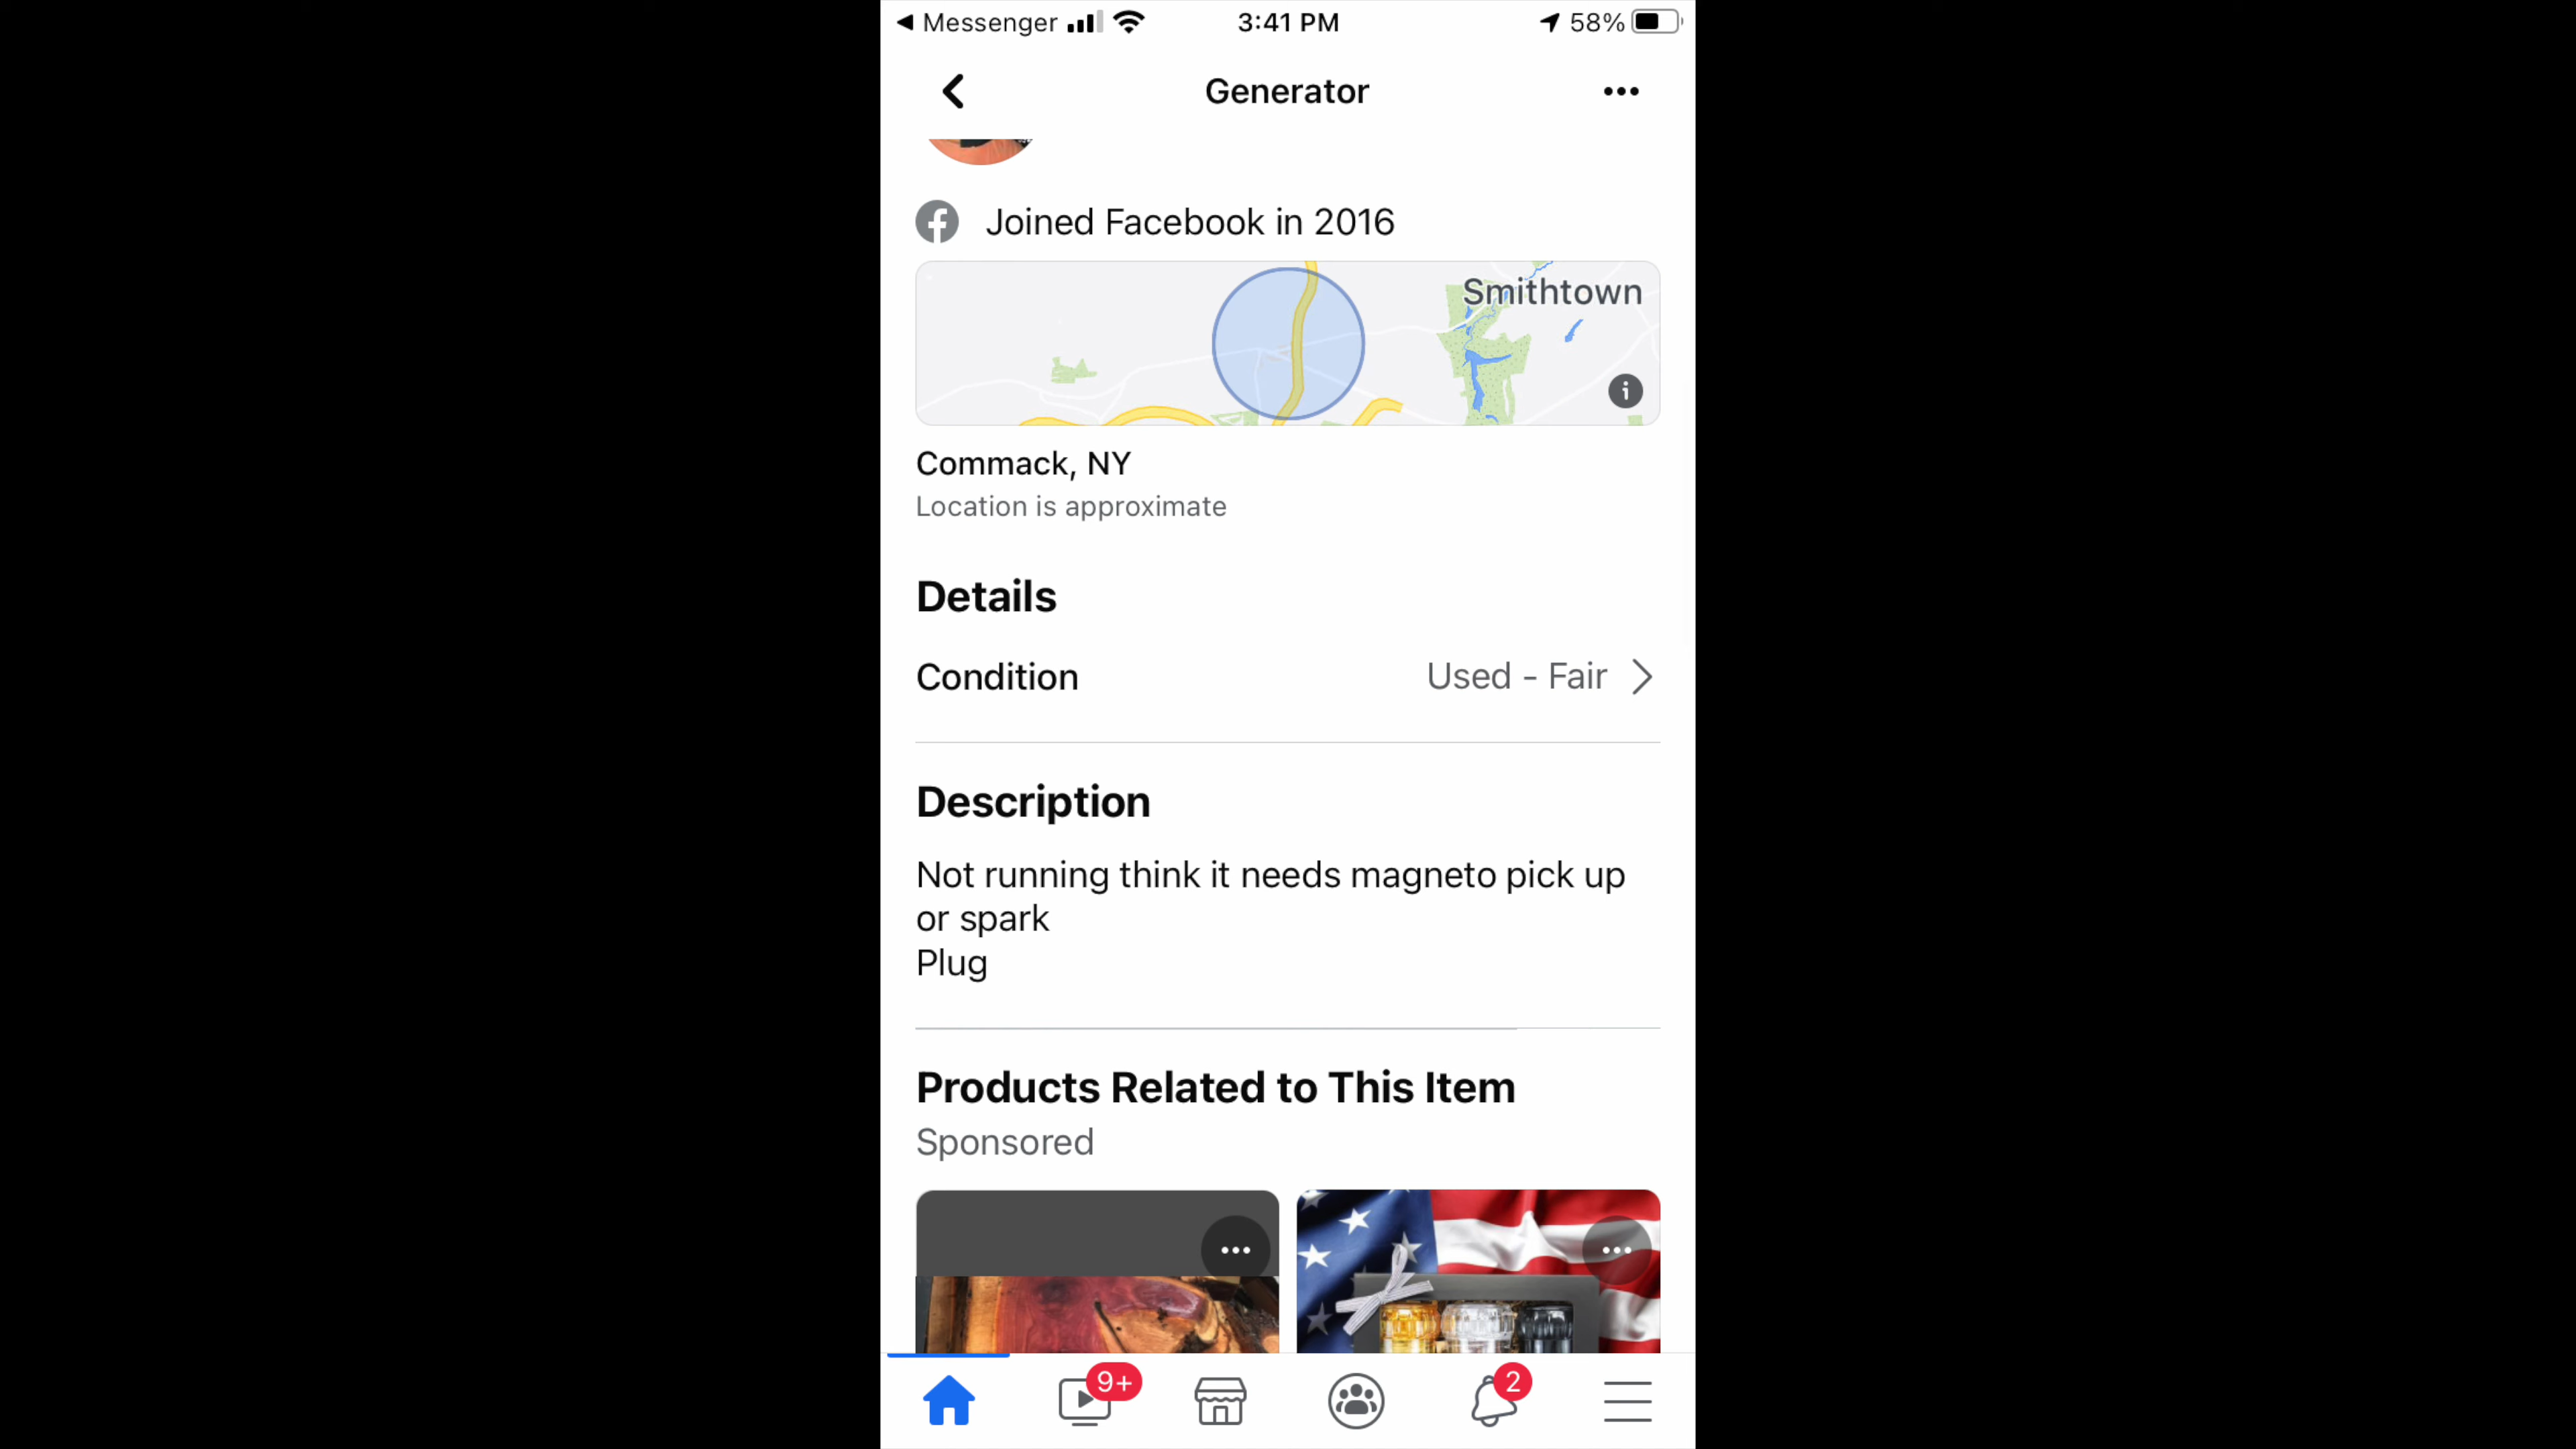 Messenger 3:41 PM 58%
Generator
Joined Facebook in 2016
Smithtown
Commack, NY
Location is approximate
Details
Condition Used - Fair
Description
Not running think it needs magneto pick up
or spark
Plug
Products Related to This Item
Sponsored
9+ 2